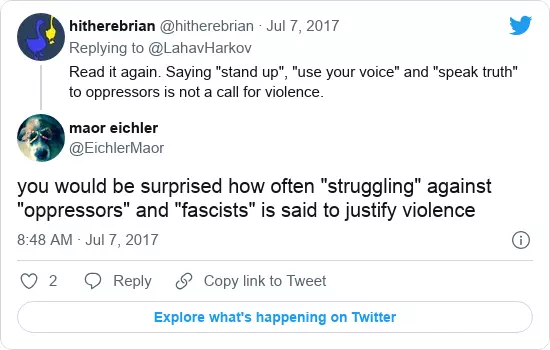 hitherebrian @hitherebrian · Jul 7, 2017
Replying to @LahavHarkov
Read it again. Saying "stand up", "use your voice" and "speak truth"
to oppressors is not a call for violence.
maor eichler
@EichlerMaor
you would be surprised how often "struggling" against
"oppressors" and "fascists" is said to justify violence
8:48 AM · Jul 7, 2017
2 Reply Copy link to Tweet
Explore what's happening on Twitter